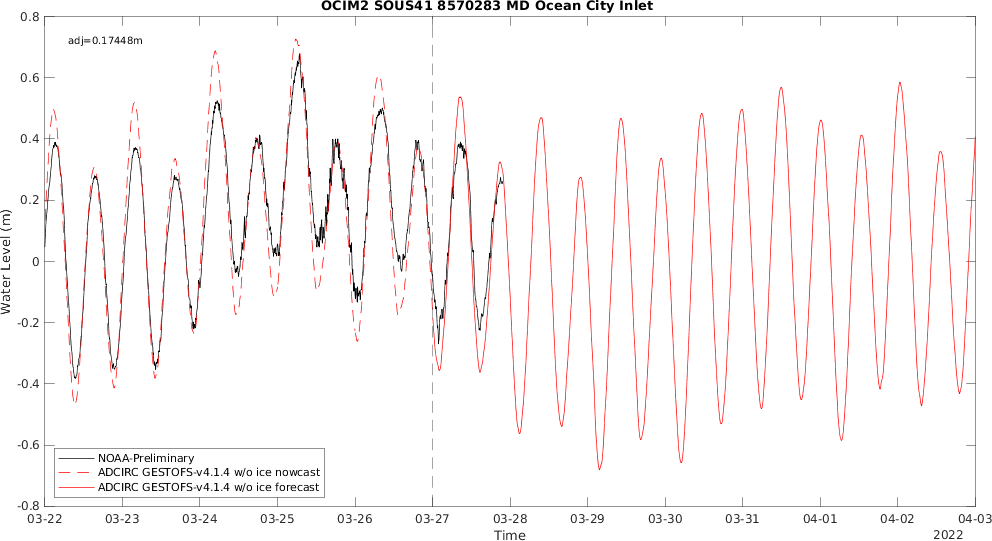 OCIM2 SOUS41 8570283 MD Ocean City Inlet
adj=0.17448m
Water Level (m)
0.8
0.6
0.4
0.2
0
-0.2
-0.4
-0.6
-0.8
NOAA-Preliminary
ADCIRC GESTOFS-v4.1.4 w/o ice nowcast
ADCIRC GESTOFS-v4.1.4 w/o ice forecast
03-22 03-23 03-24 03-25 03-26 03-27 03-28 03-29 03-30 03-31 04-01 04-02 04-03
Time
2022